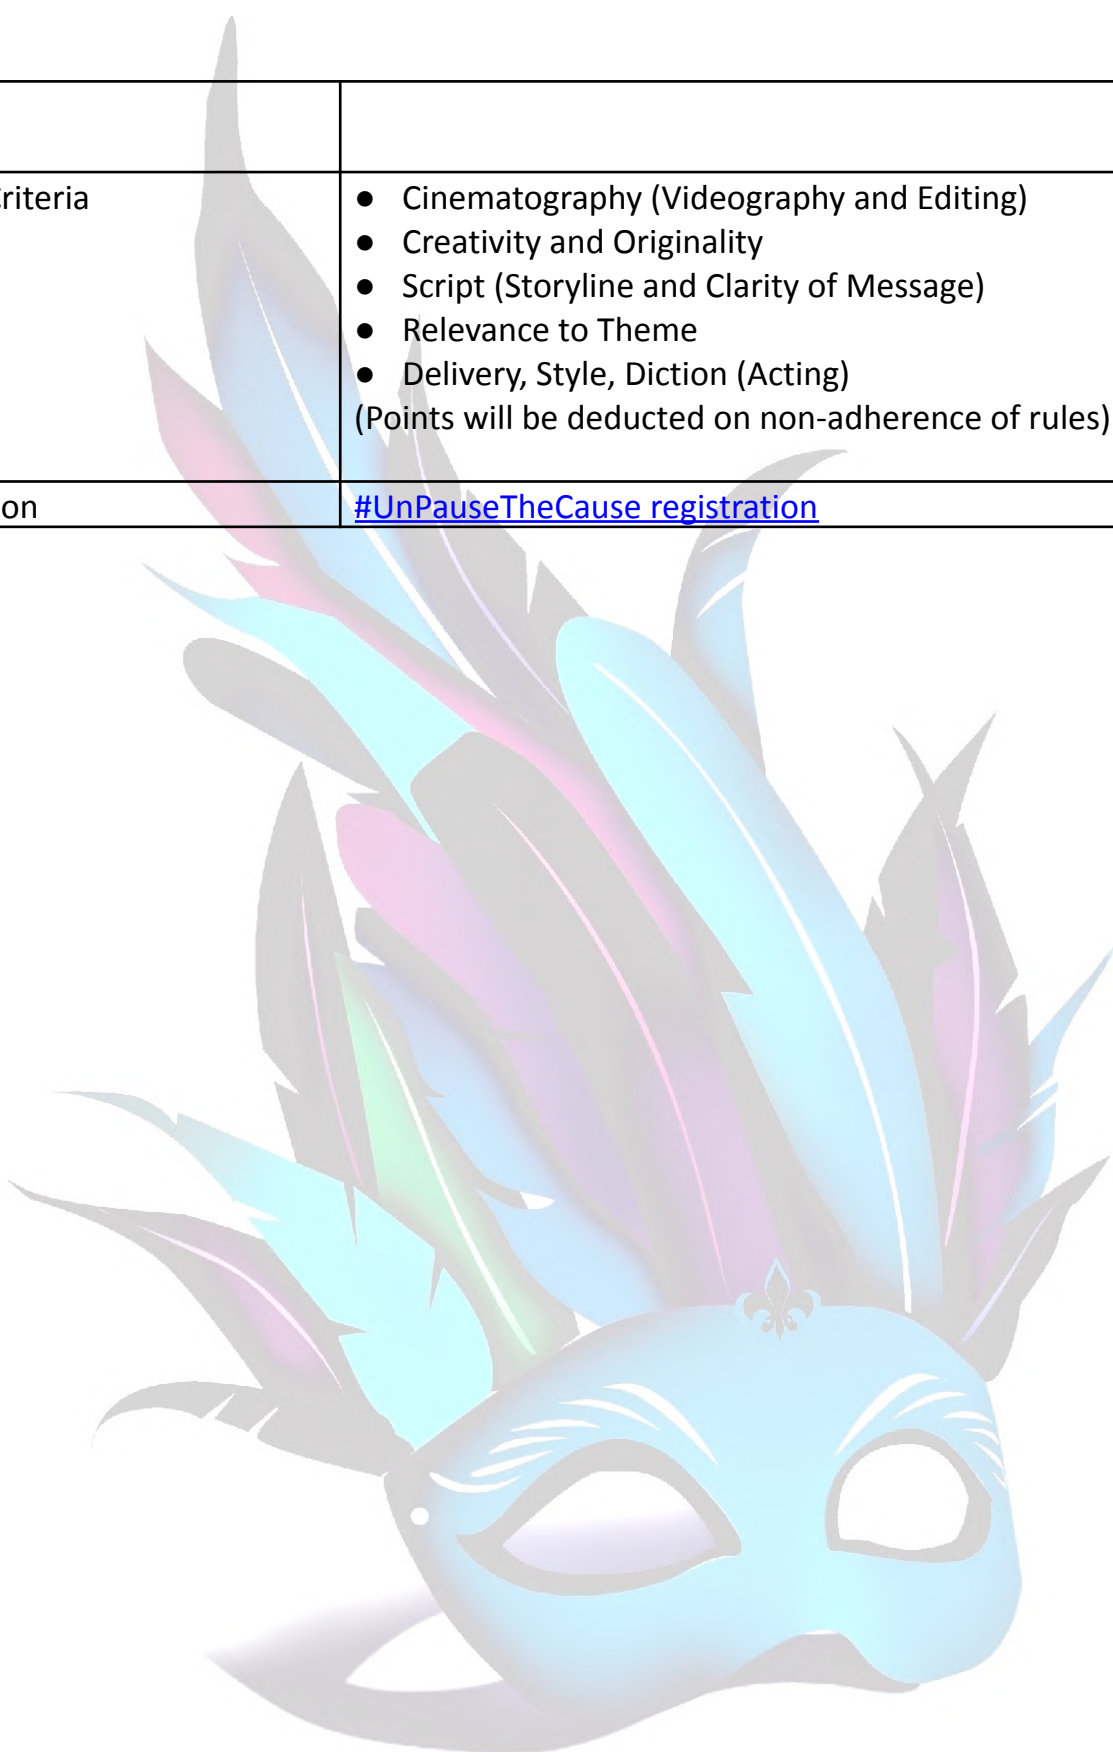 riteria
● Cinematography (Videography and Editing)
● Creativity and Originality
● Script (Storyline and Clarity of Message)
● Relevance to Theme
● Delivery, Style, Diction (Acting)
(Points will be deducted on non-adherence of rules)
on
#UnPauseTheCause registration